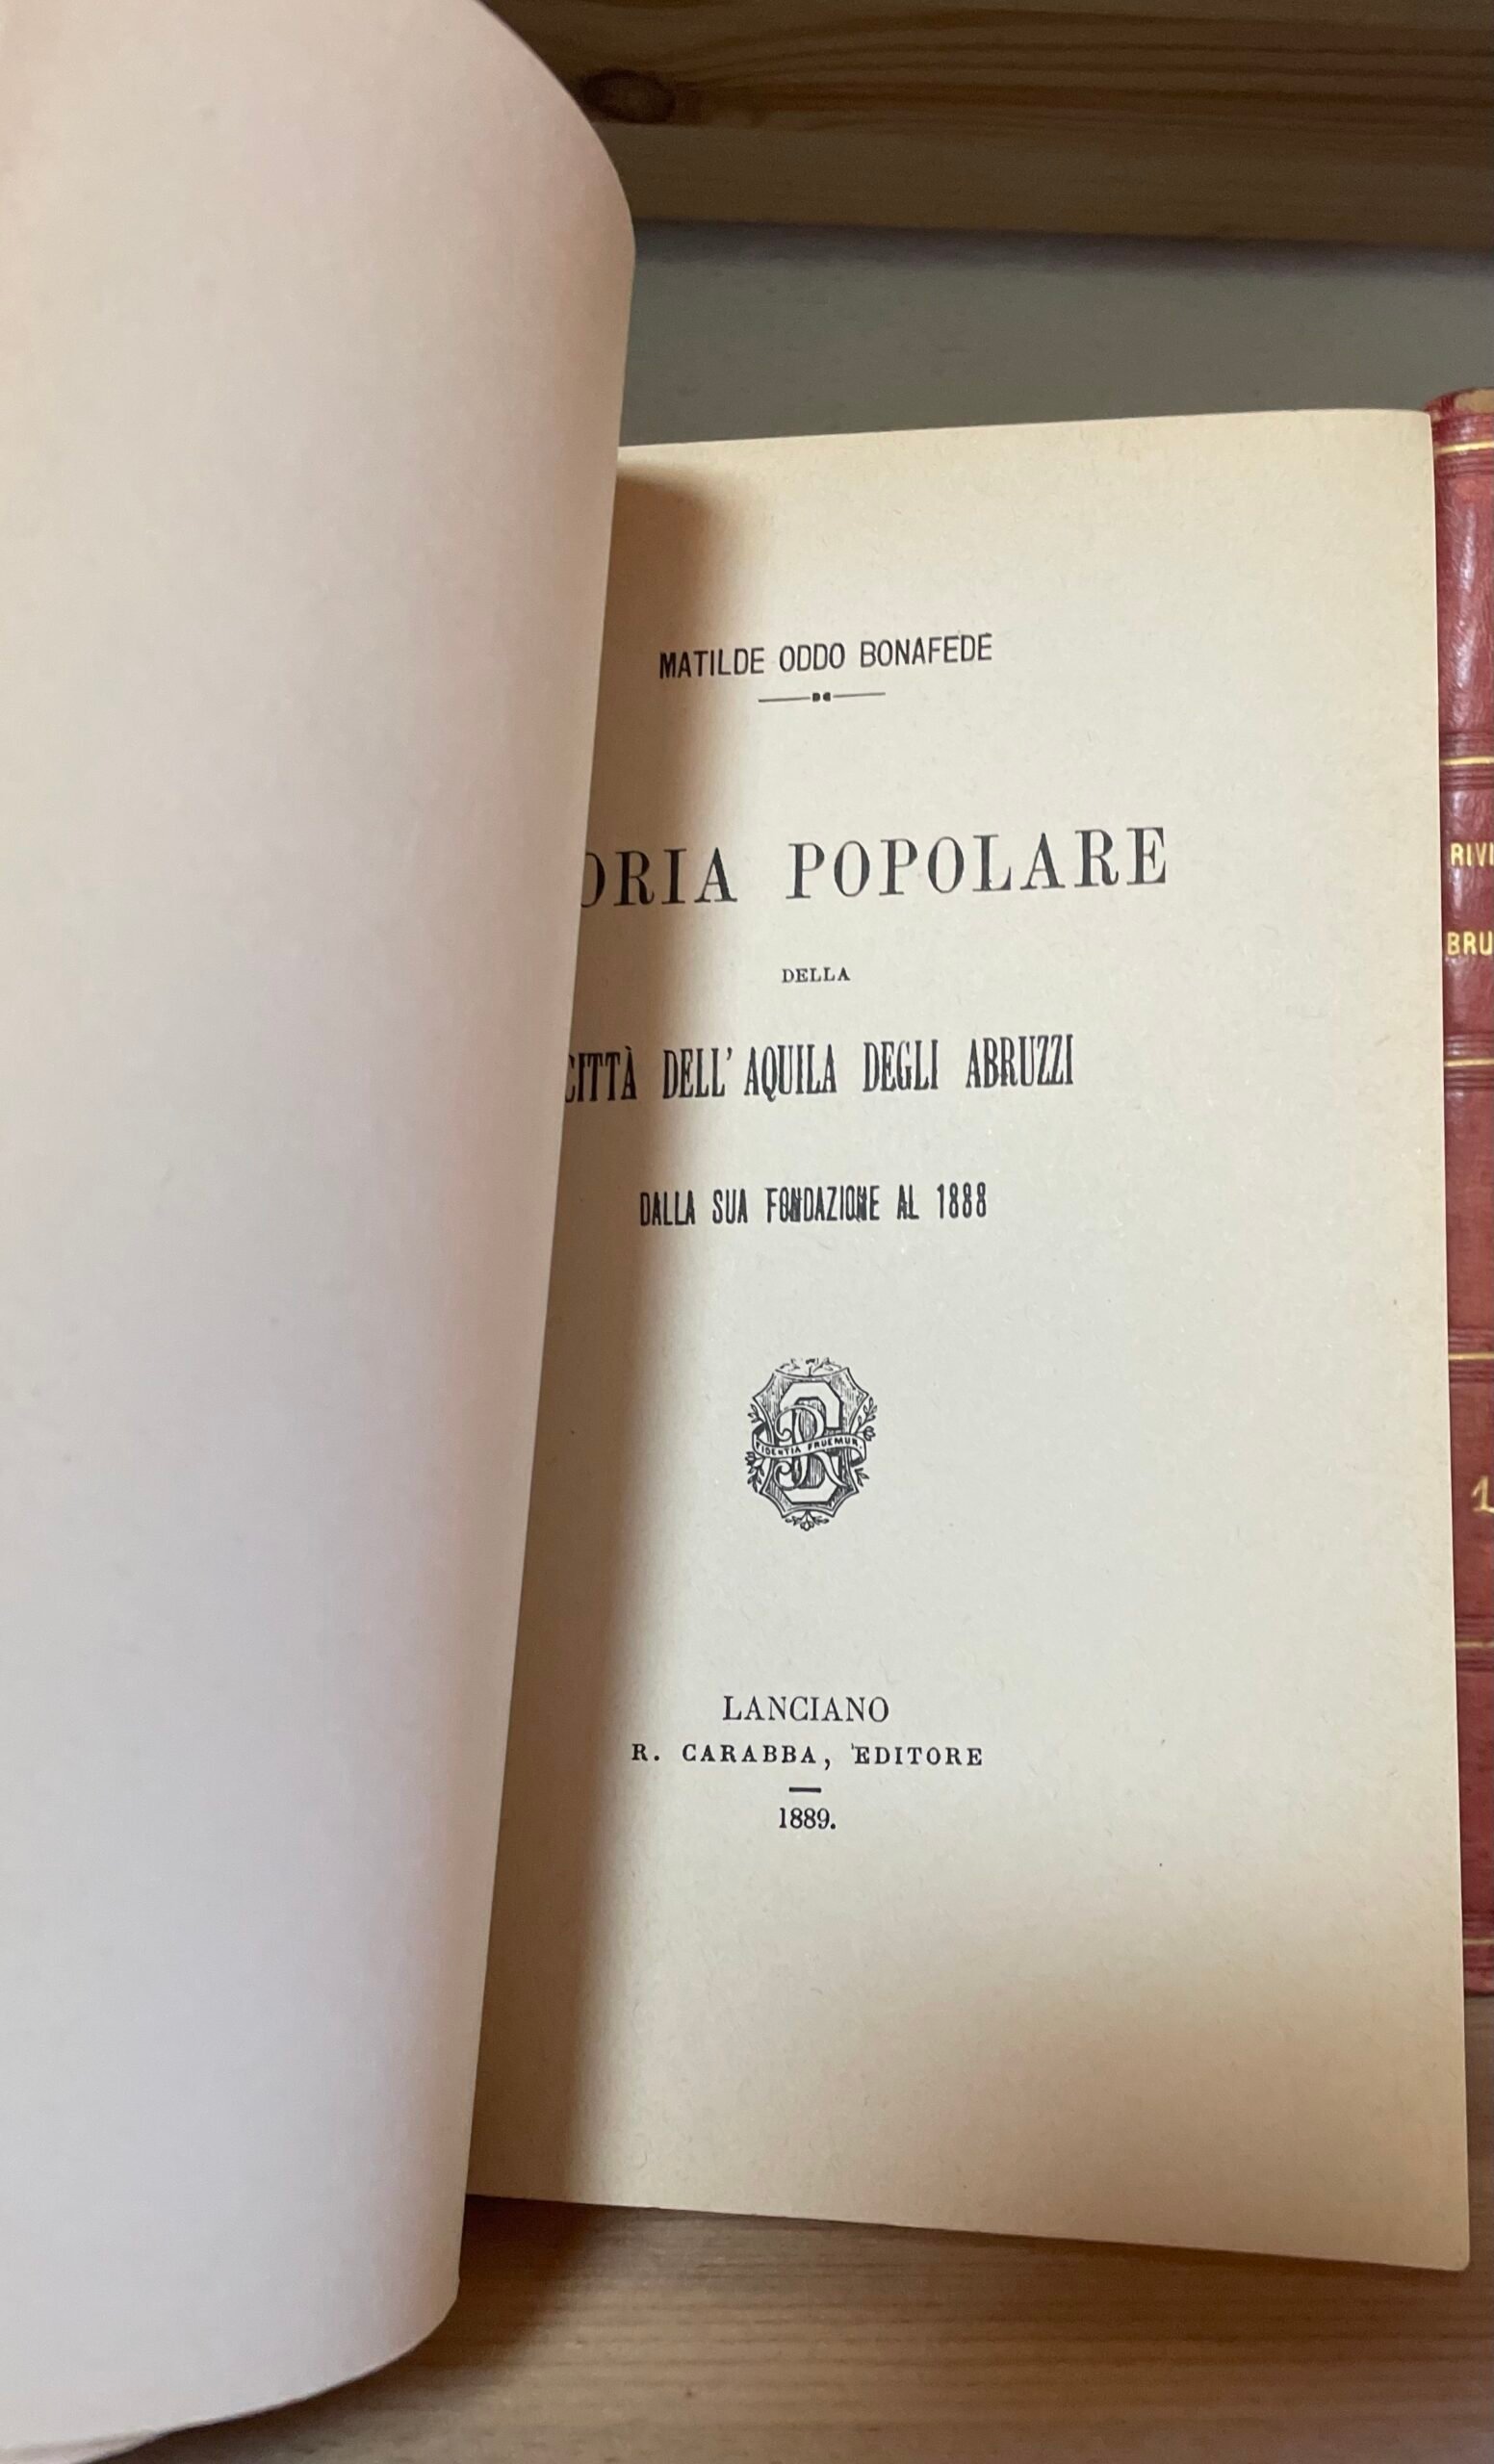 MATILDE ODDO BONAFEDE
ORIA POPOLARE
DELLA
CITTÀ DELL' AQUILA DEGLI ABRUZZI
DALLA SUA FONDAZIONE AL 1888
FIDENTIA FRUEMUR
LANCIANO
R. CARABBA, EDITORE
1889.
RIVI
BRU
1